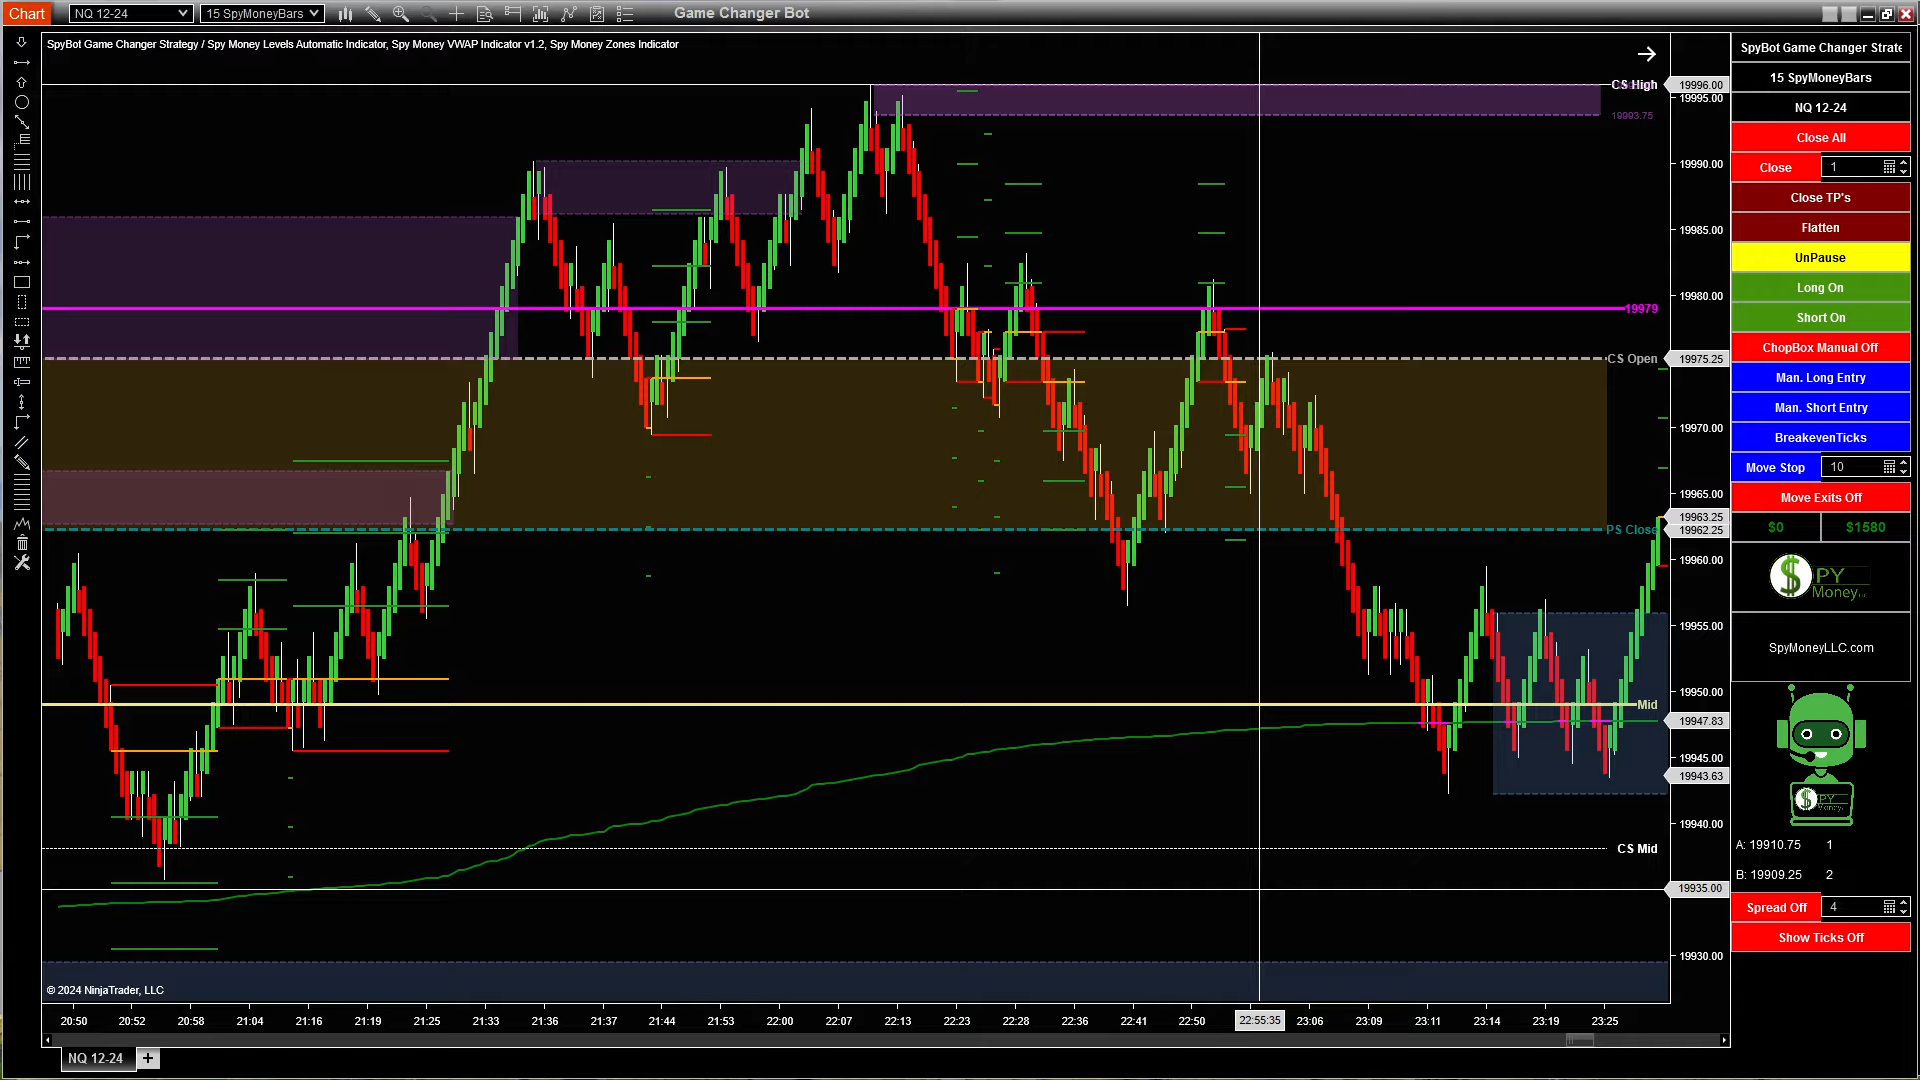 Chart
NQ 12-24
15 SpyMoneyBars
Game Changer Bot
SpyBot Game Changer Strategy / Spy Money Levels Automatic Indicator, Spy Money VWAP Indicator v1.2, Spy Money Zones Indicator
CS High
19993.75
19979
CS Open
PS Close
Mid
CS Mid
© 2024 NinjaTrader, LLC
19996.00
19995.00
19990.00
19985.00
19980.00
19975.25
19970.00
19965.00
19963.25
19962.25
19960.00
19955.00
19950.00
19947.83
19945.00
19943.63
19940.00
19935.00
19930.00
20:50 20:52 20:58 21:04 21:16 21:19 21:25 21:33 21:36 21:37 21:44 21:53 22:00 22:07 22:13 22:23 22:28 22:36 22:41 22:50 22:55:35 23:06 23:09 23:11 23:14 23:19 23:25
NQ 12-24 +
SpyBot Game Changer Strate
15 SpyMoneyBars
NQ 12-24
Close All
Close 1
Close TP's
Flatten
UnPause
Long On
Short On
ChopBox Manual Off
Man. Long Entry
Man. Short Entry
BreakevenTicks
Move Stop 10
Move Exits Off
$0 $1580
$PY
Money
SpyMoneyLLC.com
$PY
Money
A: 19910.75 1
B: 19909.25 2
Spread Off 4
Show Ticks Off